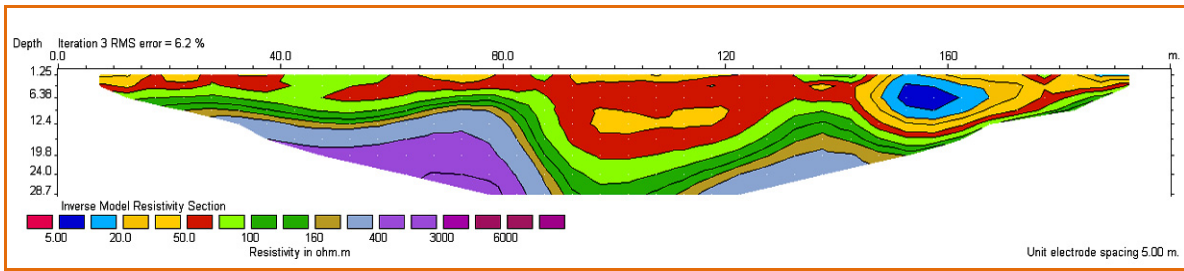 Depth Iteration 3 RMS error = 6.2 %
0.0 40.0 80.0 120 160 m.
1.25
6.38
12.4
19.8
24.0
28.7
Inverse Model Resistivity Section
5.00 20.0 50.0 100 160 400 3000 6000
Resistivity in ohm.m
Unit electrode spacing 5.00 m.